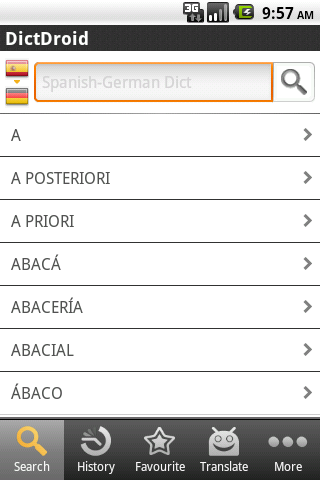 3G 9:57 AM
DictDroid
Spanish-German Dict
A
A POSTERIORI
A PRIORI
ABACÁ
ABACERÍA
ABACIAL
ÁBACO
Search History Favourite Translate More